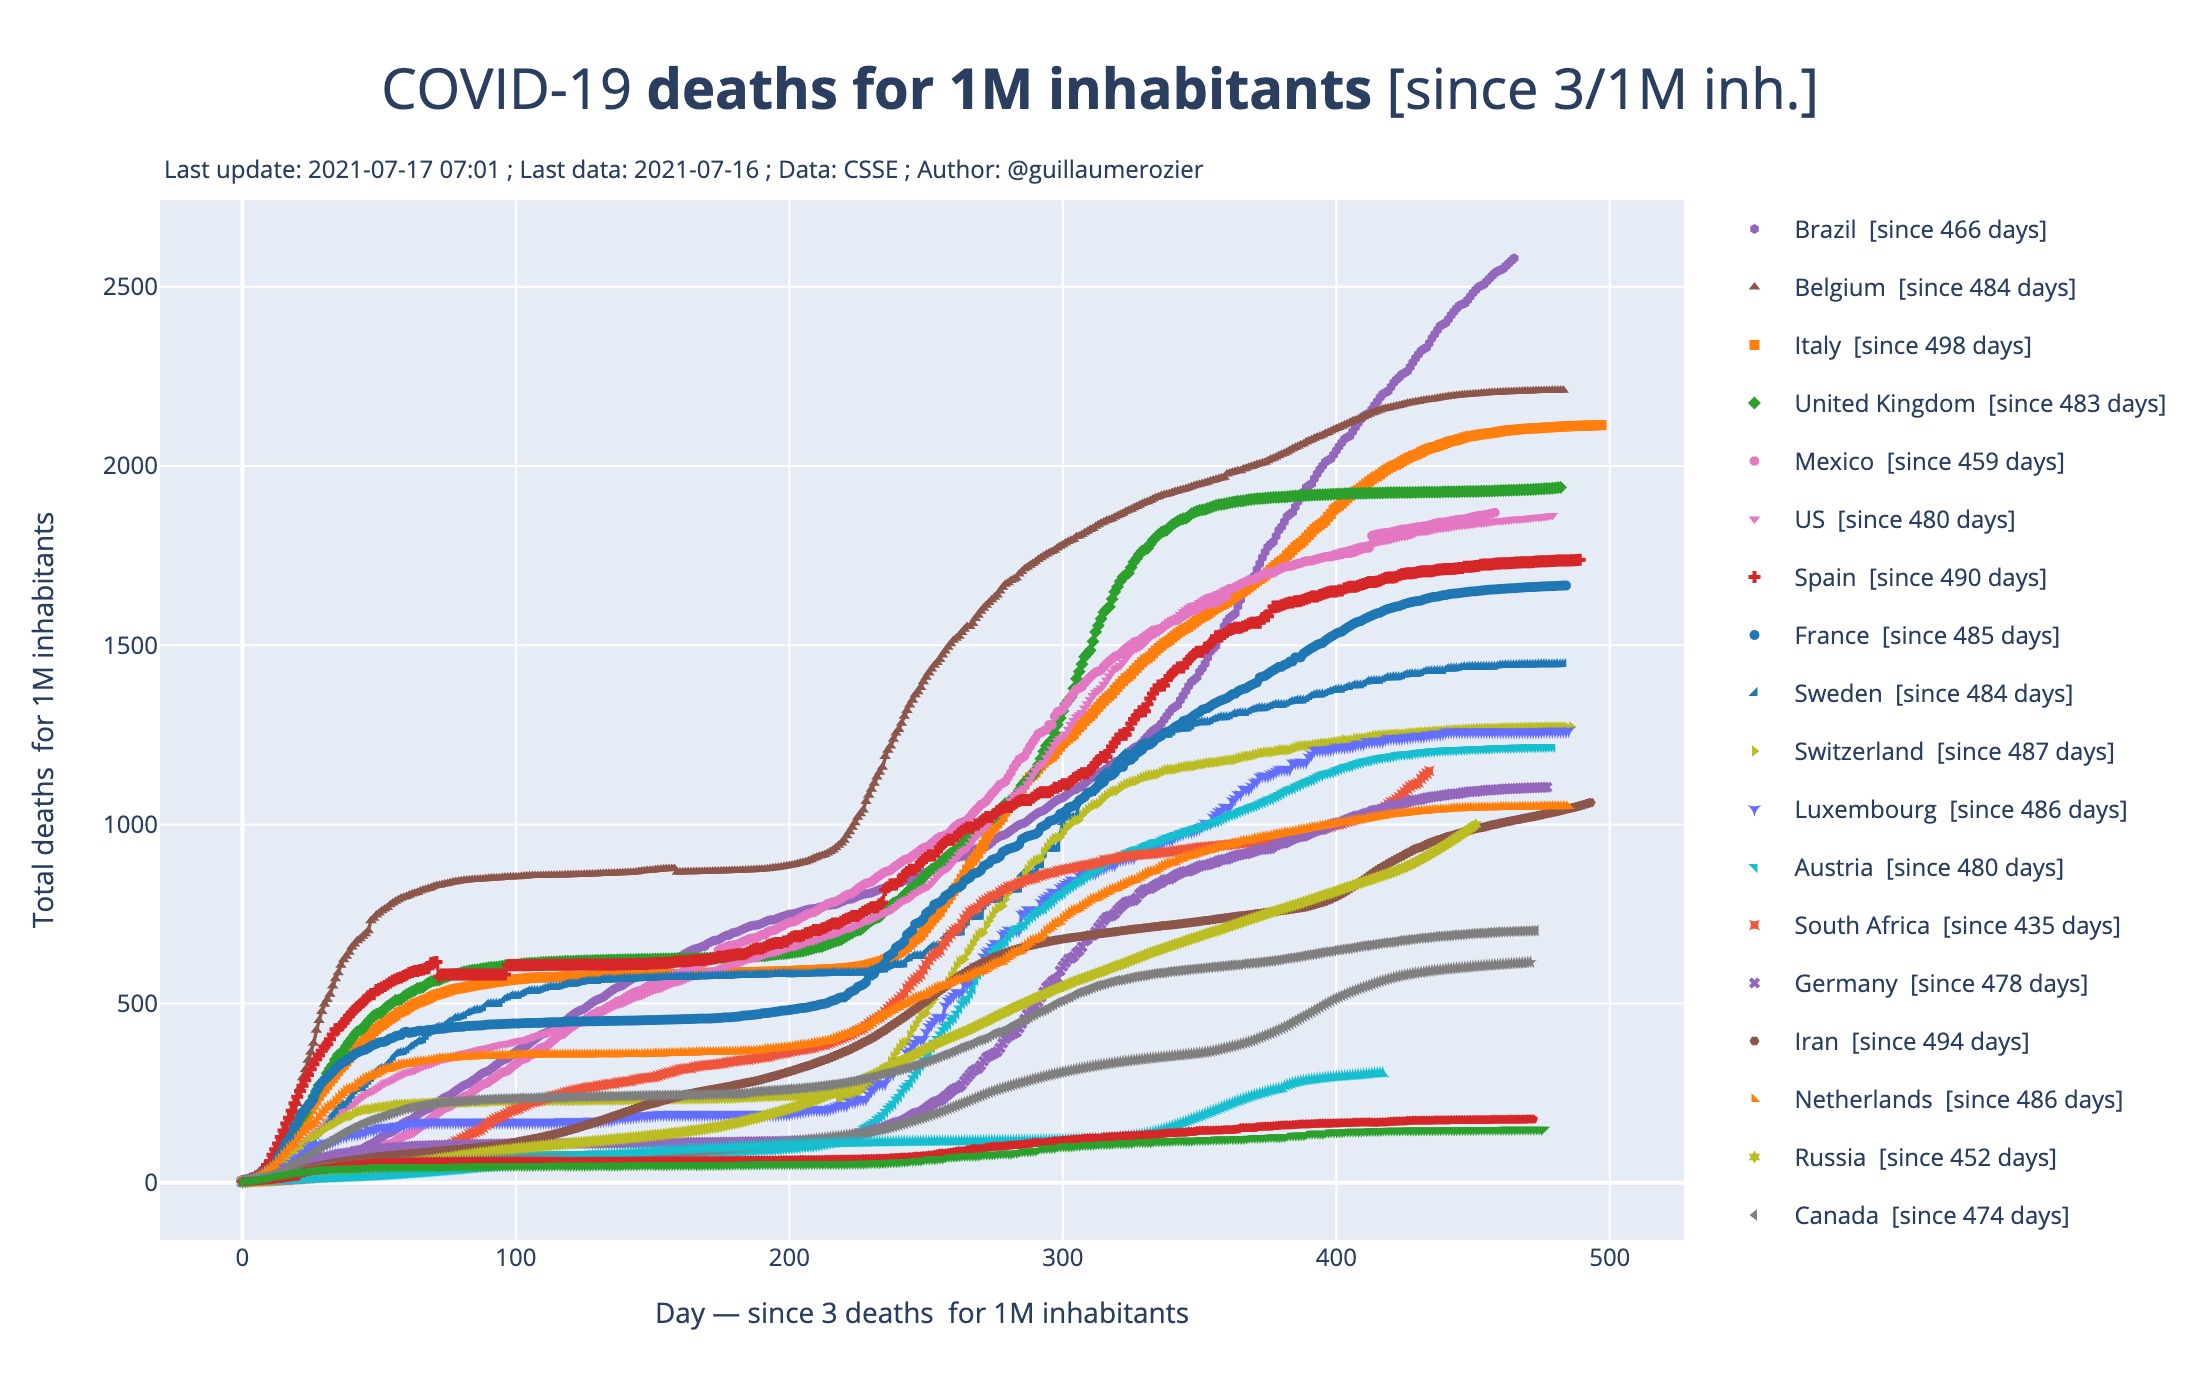 COVID-19 deaths for 1M inhabitants [since 3/1M inh.]
Last update: 2021-07-17 07:01 ; Last data: 2021-07-16 ; Data: CSSE ; Author: @guillaumerozier
Total deaths for 1M inhabitants
2500
2000
1500
1000
500
0
0 100 200 300 400 500
Day — since 3 deaths for 1M inhabitants
Brazil [since 466 days]
Belgium [since 484 days]
Italy [since 498 days]
United Kingdom [since 483 days]
Mexico [since 459 days]
US [since 480 days]
Spain [since 490 days]
France [since 485 days]
Sweden [since 484 days]
Switzerland [since 487 days]
Luxembourg [since 486 days]
Austria [since 480 days]
South Africa [since 435 days]
Germany [since 478 days]
Iran [since 494 days]
Netherlands [since 486 days]
Russia [since 452 days]
Canada [since 474 days]